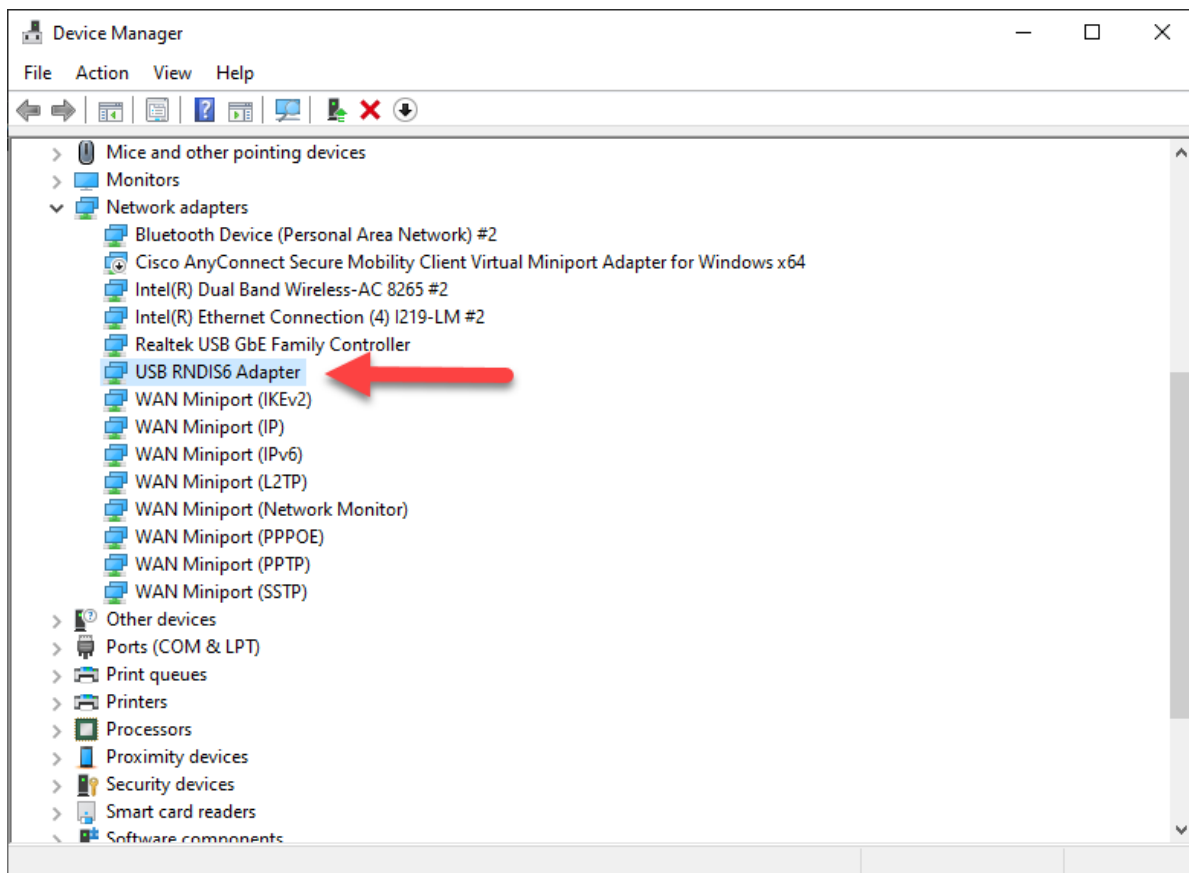 Device Manager
File Action View Help
Mice and other pointing devices
Monitors
Network adapters
Bluetooth Device (Personal Area Network) #2
Cisco AnyConnect Secure Mobility Client Virtual Miniport Adapter for Windows x64
Intel(R) Dual Band Wireless-AC 8265 #2
Intel(R) Ethernet Connection (4) I219-LM #2
Realtek USB GbE Family Controller
USB RNDIS6 Adapter
WAN Miniport (IKEv2)
WAN Miniport (IP)
WAN Miniport (IPv6)
WAN Miniport (L2TP)
WAN Miniport (Network Monitor)
WAN Miniport (PPPOE)
WAN Miniport (PPTP)
WAN Miniport (SSTP)
Other devices
Ports (COM & LPT)
Print queues
Printers
Processors
Proximity devices
Security devices
Smart card readers
Software components